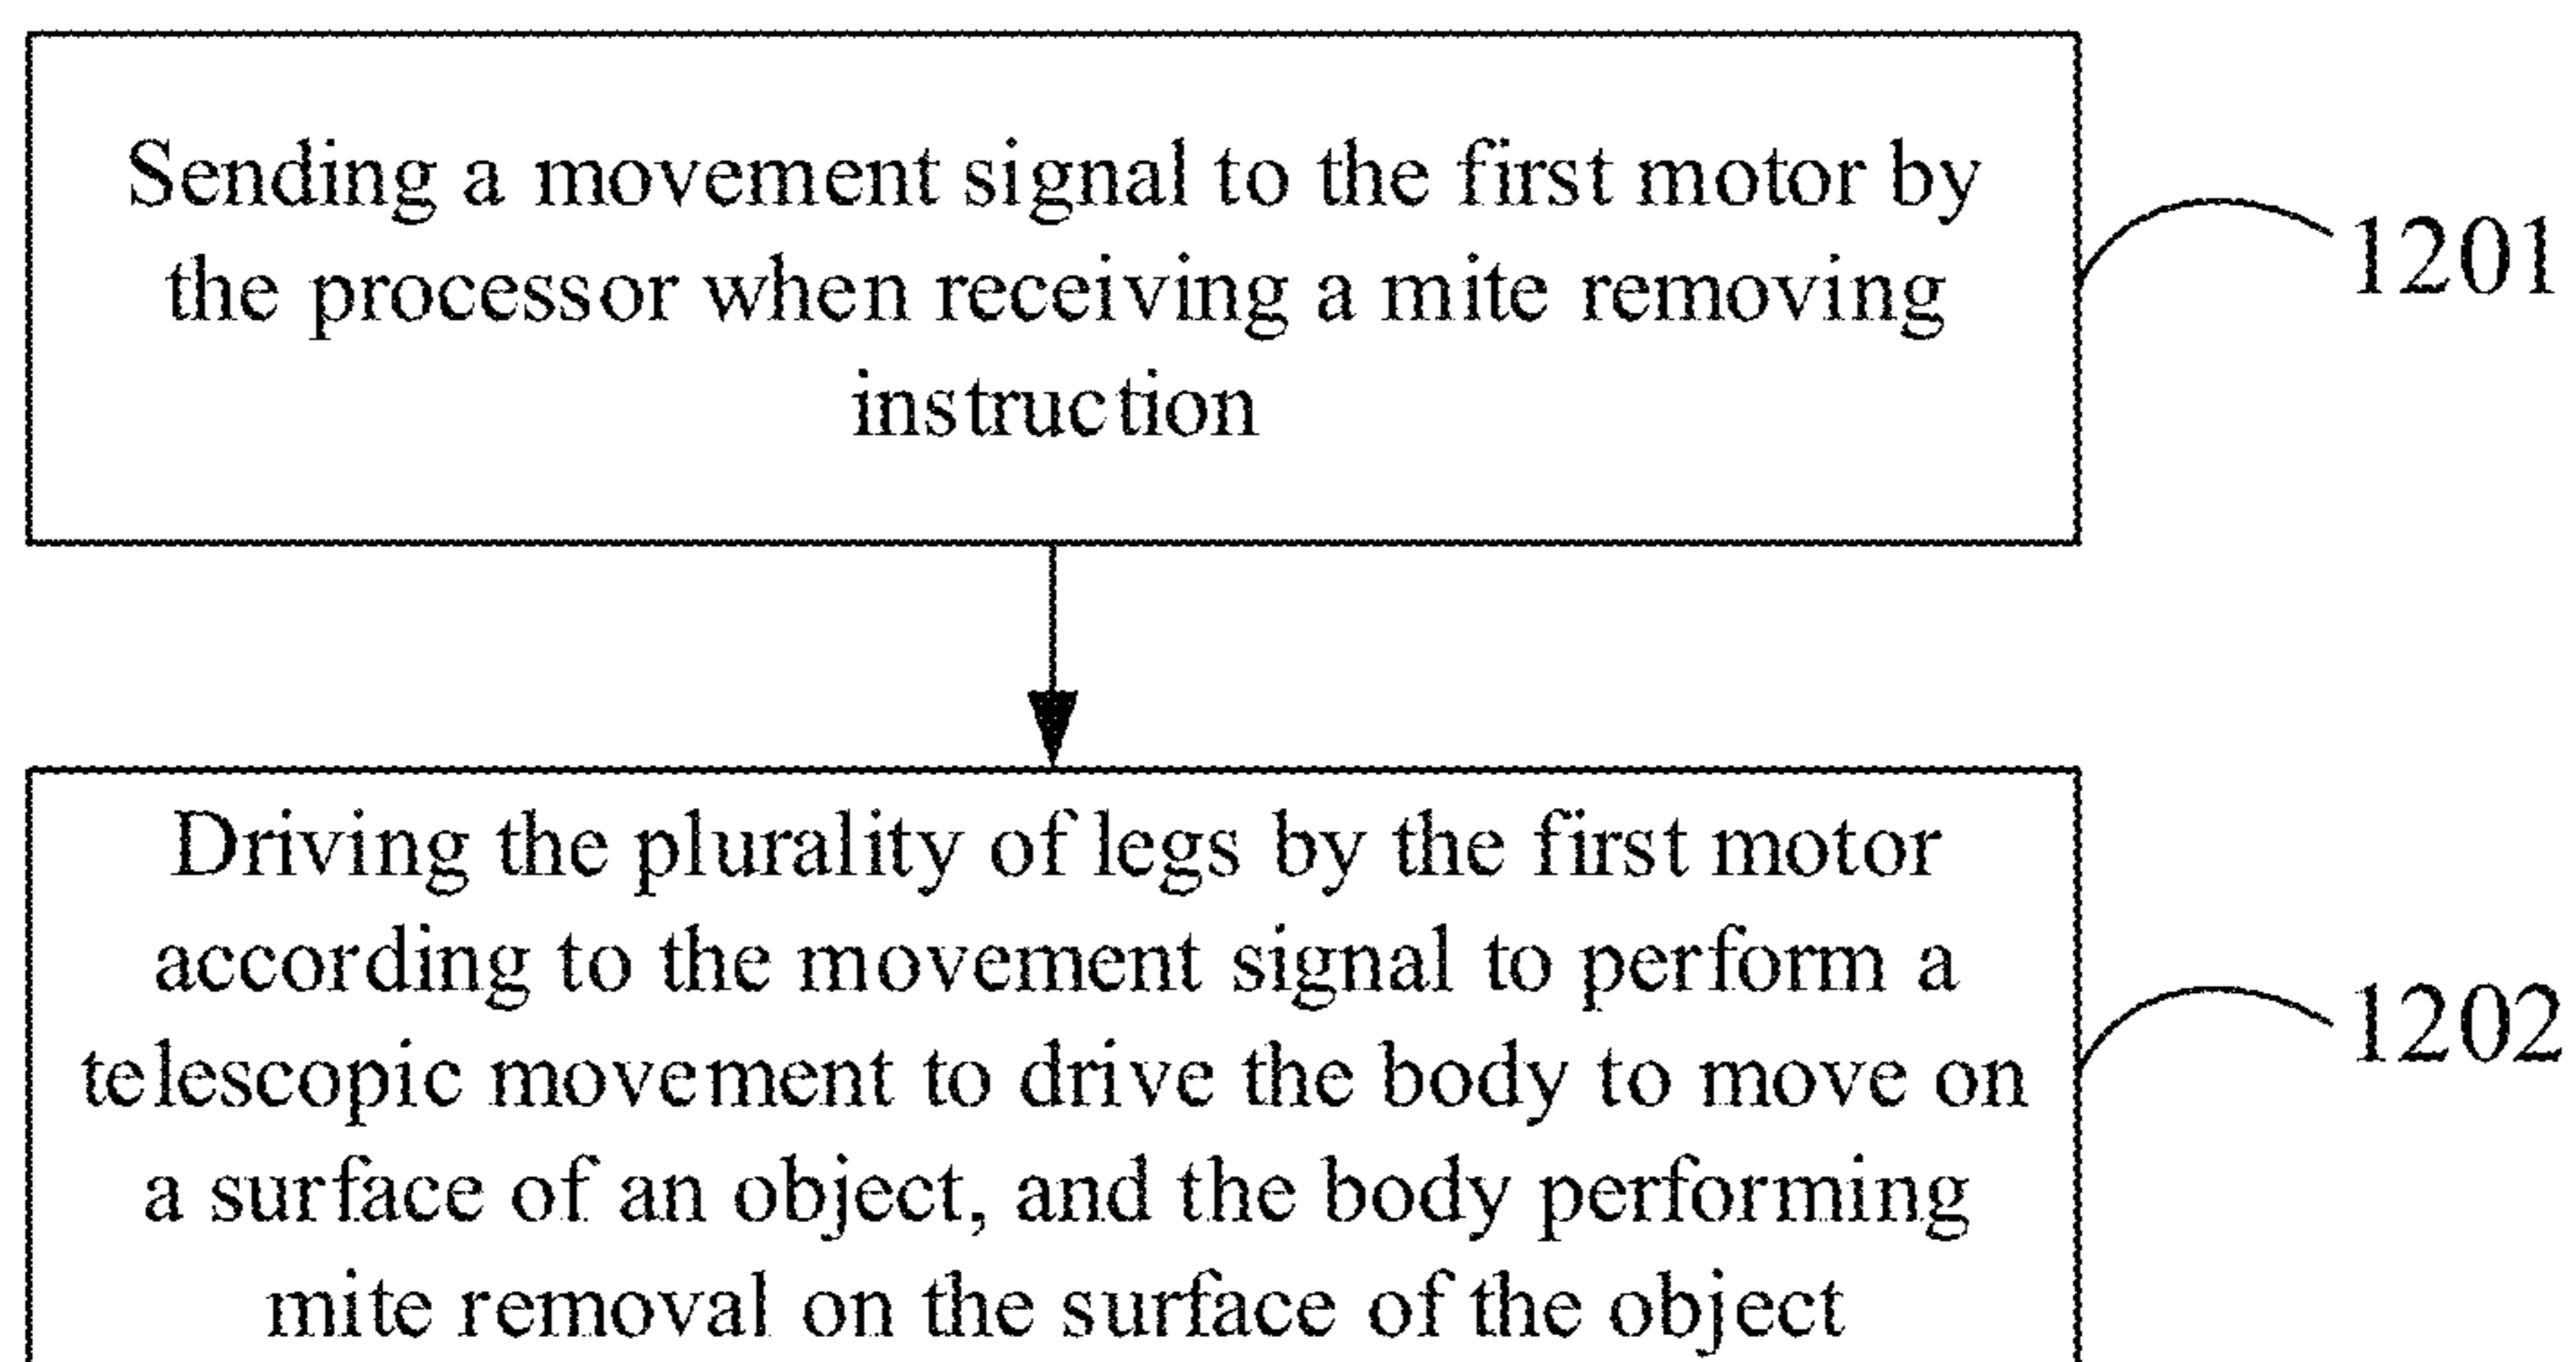 Sending a movement signal to the first motor by
the processor when receiving a mite removing
instruction
1201
Driving the plurality of legs by the first motor
according to the movement signal to perform a
telescopic movement to drive the body to move on
a surface of an object, and the body performing
mite removal on the surface of the object
1202